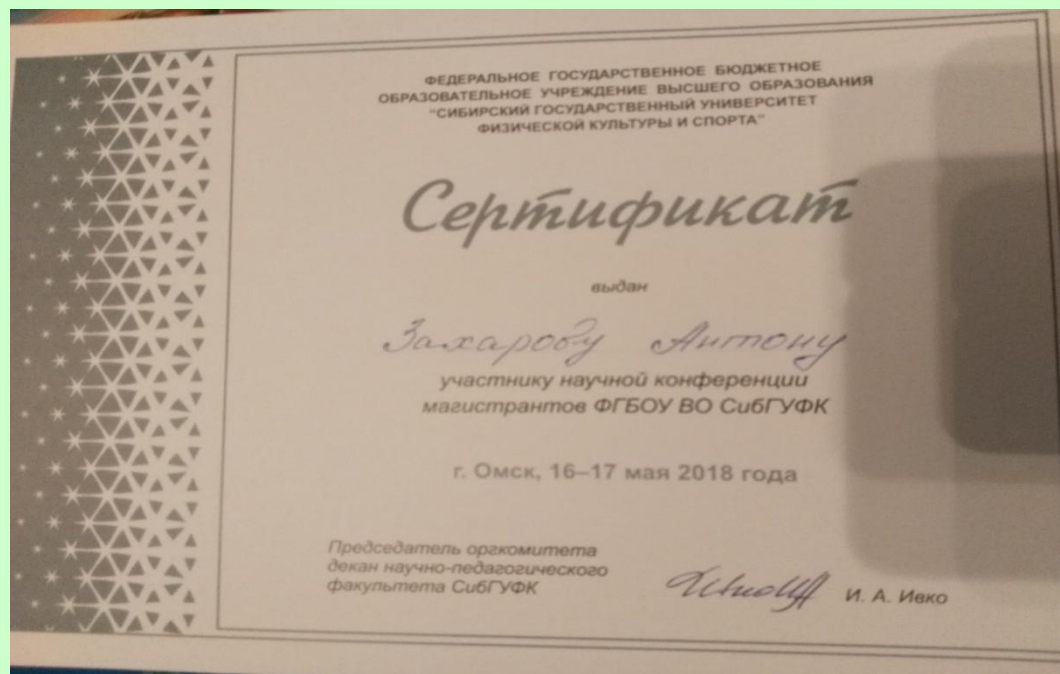 ФЕДЕРАЛЬНОЕ ГОСУДАРСТВЕННОЕ БЮДЖЕТНОЕ
ОБРАЗОВАТЕЛЬНОЕ УЧРЕЖДЕНИЕ ВЫСШЕГО ОБРАЗОВАНИЯ
"СИБИРСКИЙ ГОСУДАРСТВЕННЫЙ УНИВЕРСИТЕТ
ФИЗИЧЕСКОЙ КУЛЬТУРЫ И СПОРТА"
Сертификат
выдан
Захарову Антону
участнику научной конференции
магистрантов ФГБОУ ВО СибГУФК
г. Омск, 16–17 мая 2018 года
Председатель оргкомитета
декан научно-педагогического
факультета СибГУФК
И. А. Ивко